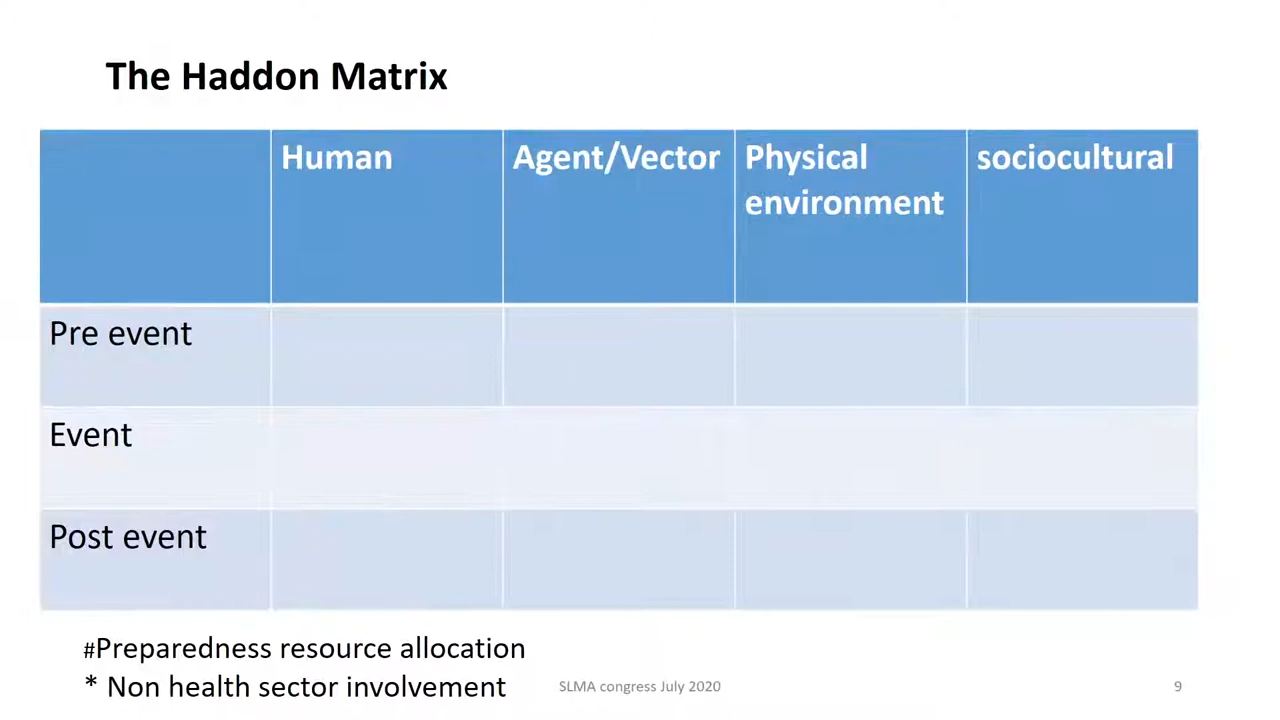 The Haddon Matrix
Human Agent/Vector Physical environment sociocultural
Pre event
Event
Post event
#Preparedness resource allocation
* Non health sector involvement
SLMA congress July 2020
9